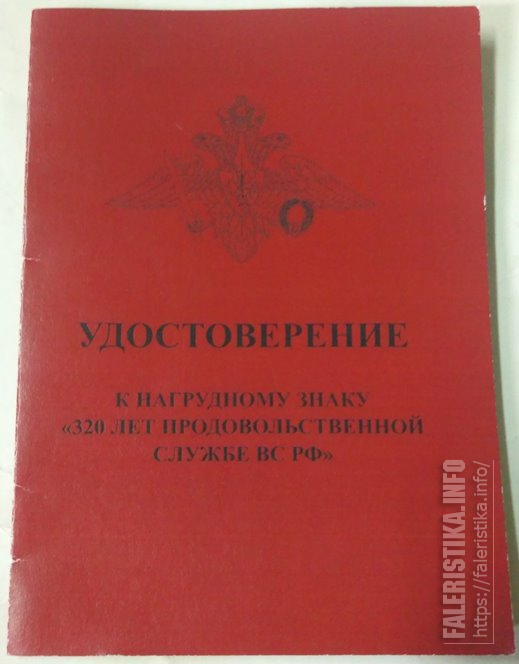 УДОСТОВЕРЕНИЕ
К НАГРУДНОМУ ЗНАКУ
«320 ЛЕТ ПРОДОВОЛЬСТВЕННОЙ
СЛУЖБЕ ВС РФ»
FALERISTIKA.INFO
https://faleristika.info/